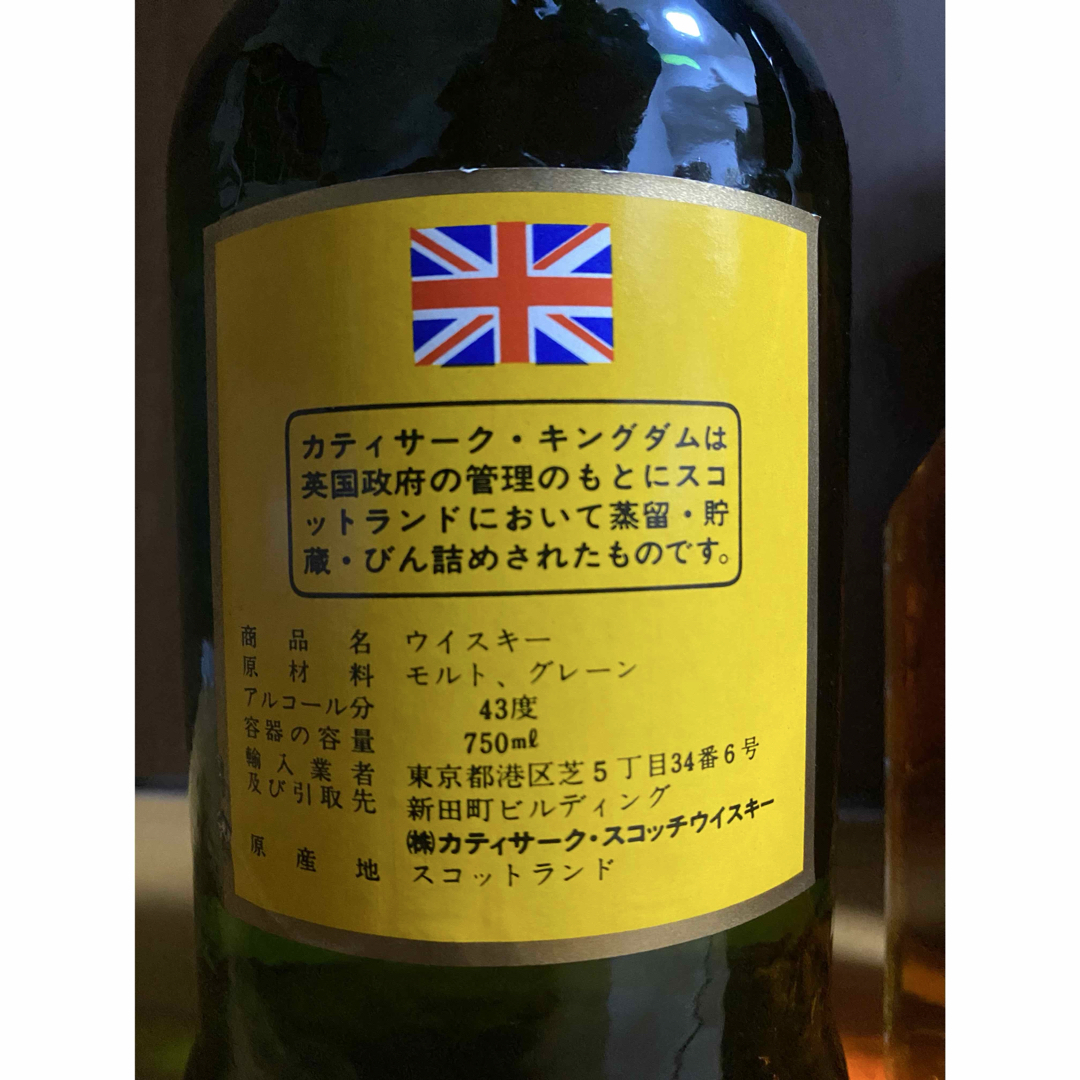 カティサーク・キングダムは
英国政府の管理のもとにスコ
ットランドにおいて蒸留・貯
蔵・びん詰めされたものです。
商品名 ウイスキー
原材料 モルト、グレーン
アルコール分 43度
容器の容量 750mℓ
輸入業者 東京都港区芝5丁目34番6号
及び引取先 新田町ビルディング
㈱カティサーク・スコッチウイスキー
原産地 スコットランド